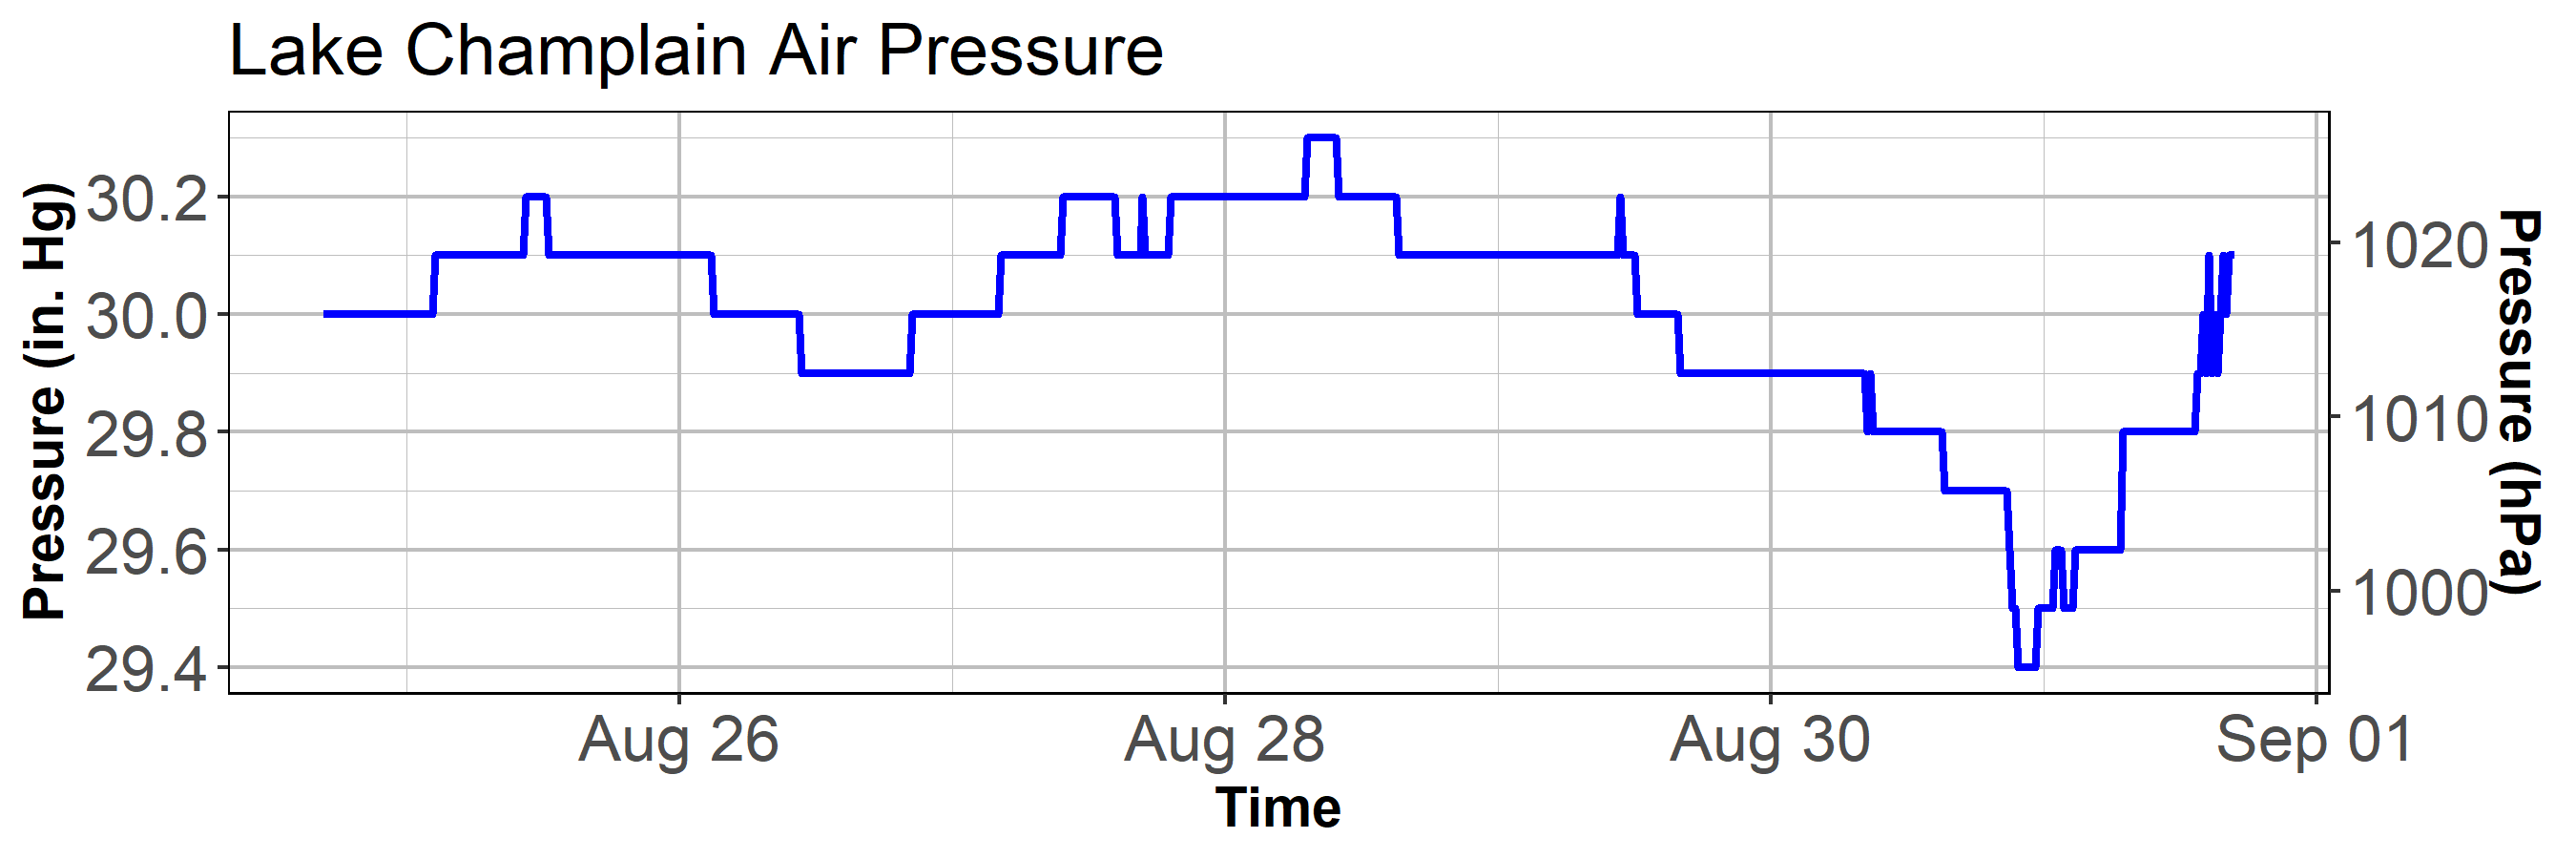 Lake Champlain Air Pressure
Pressure (in. Hg)
30.2
30.0
29.8
29.6
29.4
1020
1010
1000
Pressure (hPa)
Aug 26
Aug 28
Aug 30
Sep 01
Time